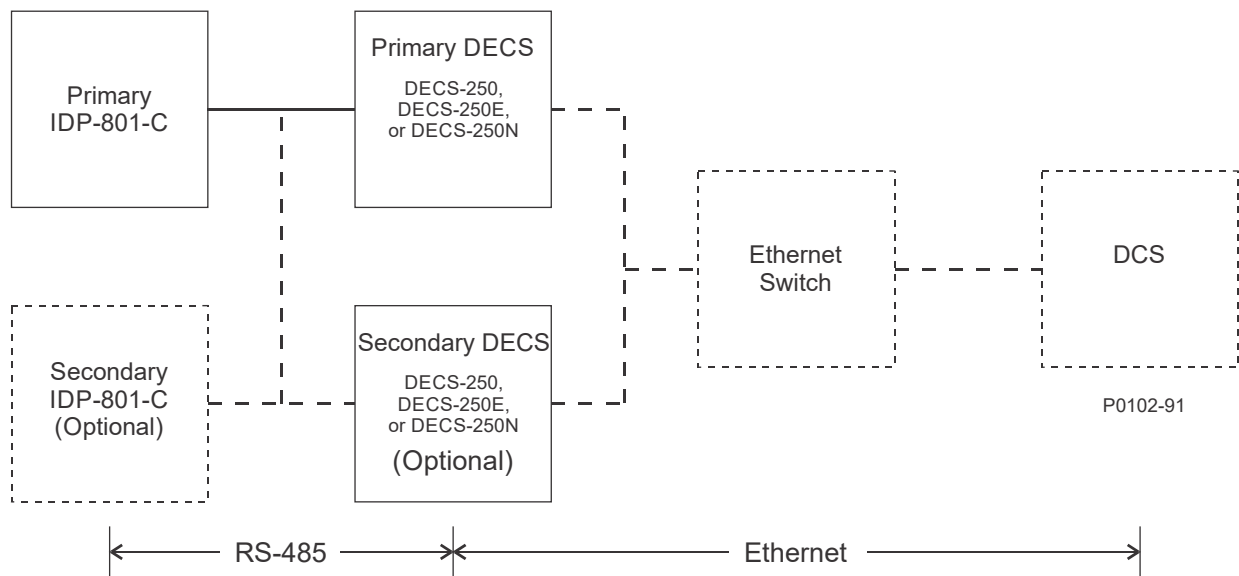 Primary
IDP-801-C
Primary DECS
DECS-250,
DECS-250E,
or DECS-250N
Ethernet
Switch
DCS
Secondary
IDP-801-C
(Optional)
Secondary DECS
DECS-250,
DECS-250E,
or DECS-250N
(Optional)
P0102-91
RS-485
Ethernet